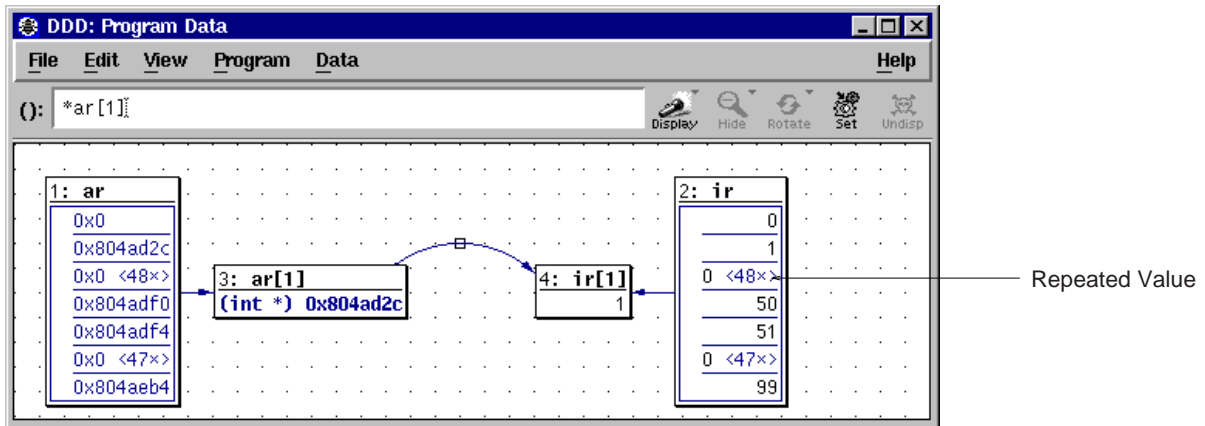 DDD: Program Data
File Edit View Program Data Help
(): *ar[1]
Display Hide Rotate Set Undisp
1: ar
0x0
0x804ad2c
0x0 <48×>
0x804adf0
0x804adf4
0x0 <47×>
0x804aeb4
3: ar[1]
(int *) 0x804ad2c
4: ir[1]
1
2: ir
0
1
0 <48×>
50
51
0 <47×>
99
Repeated Value